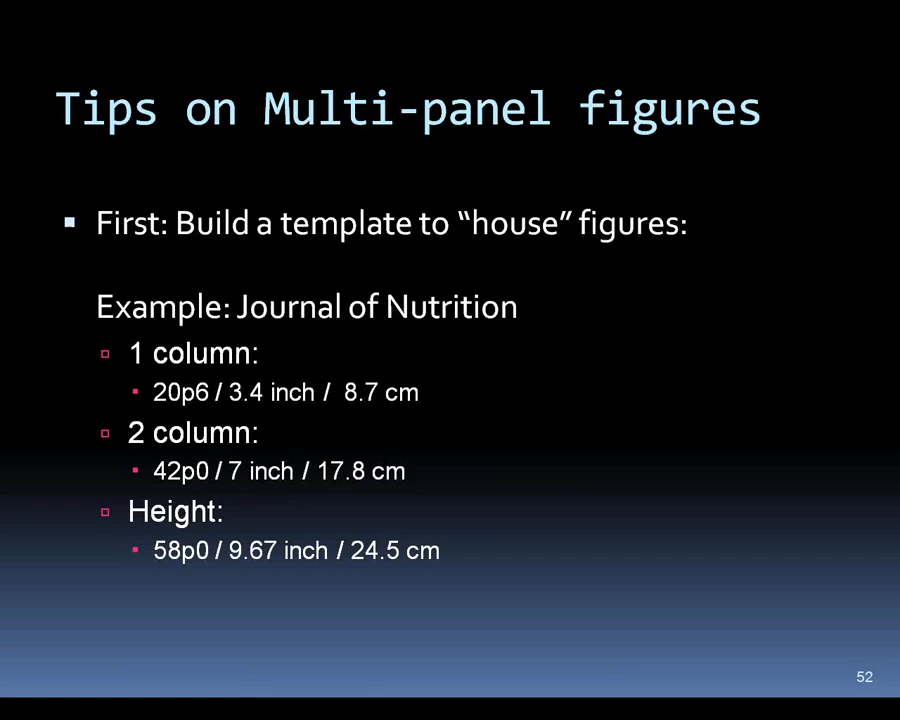 Tips on Multi-panel figures
First: Build a template to “house” figures:
Example: Journal of Nutrition
1 column:
20p6 / 3.4 inch / 8.7 cm
2 column:
42p0 / 7 inch / 17.8 cm
Height:
58p0 / 9.67 inch / 24.5 cm
52